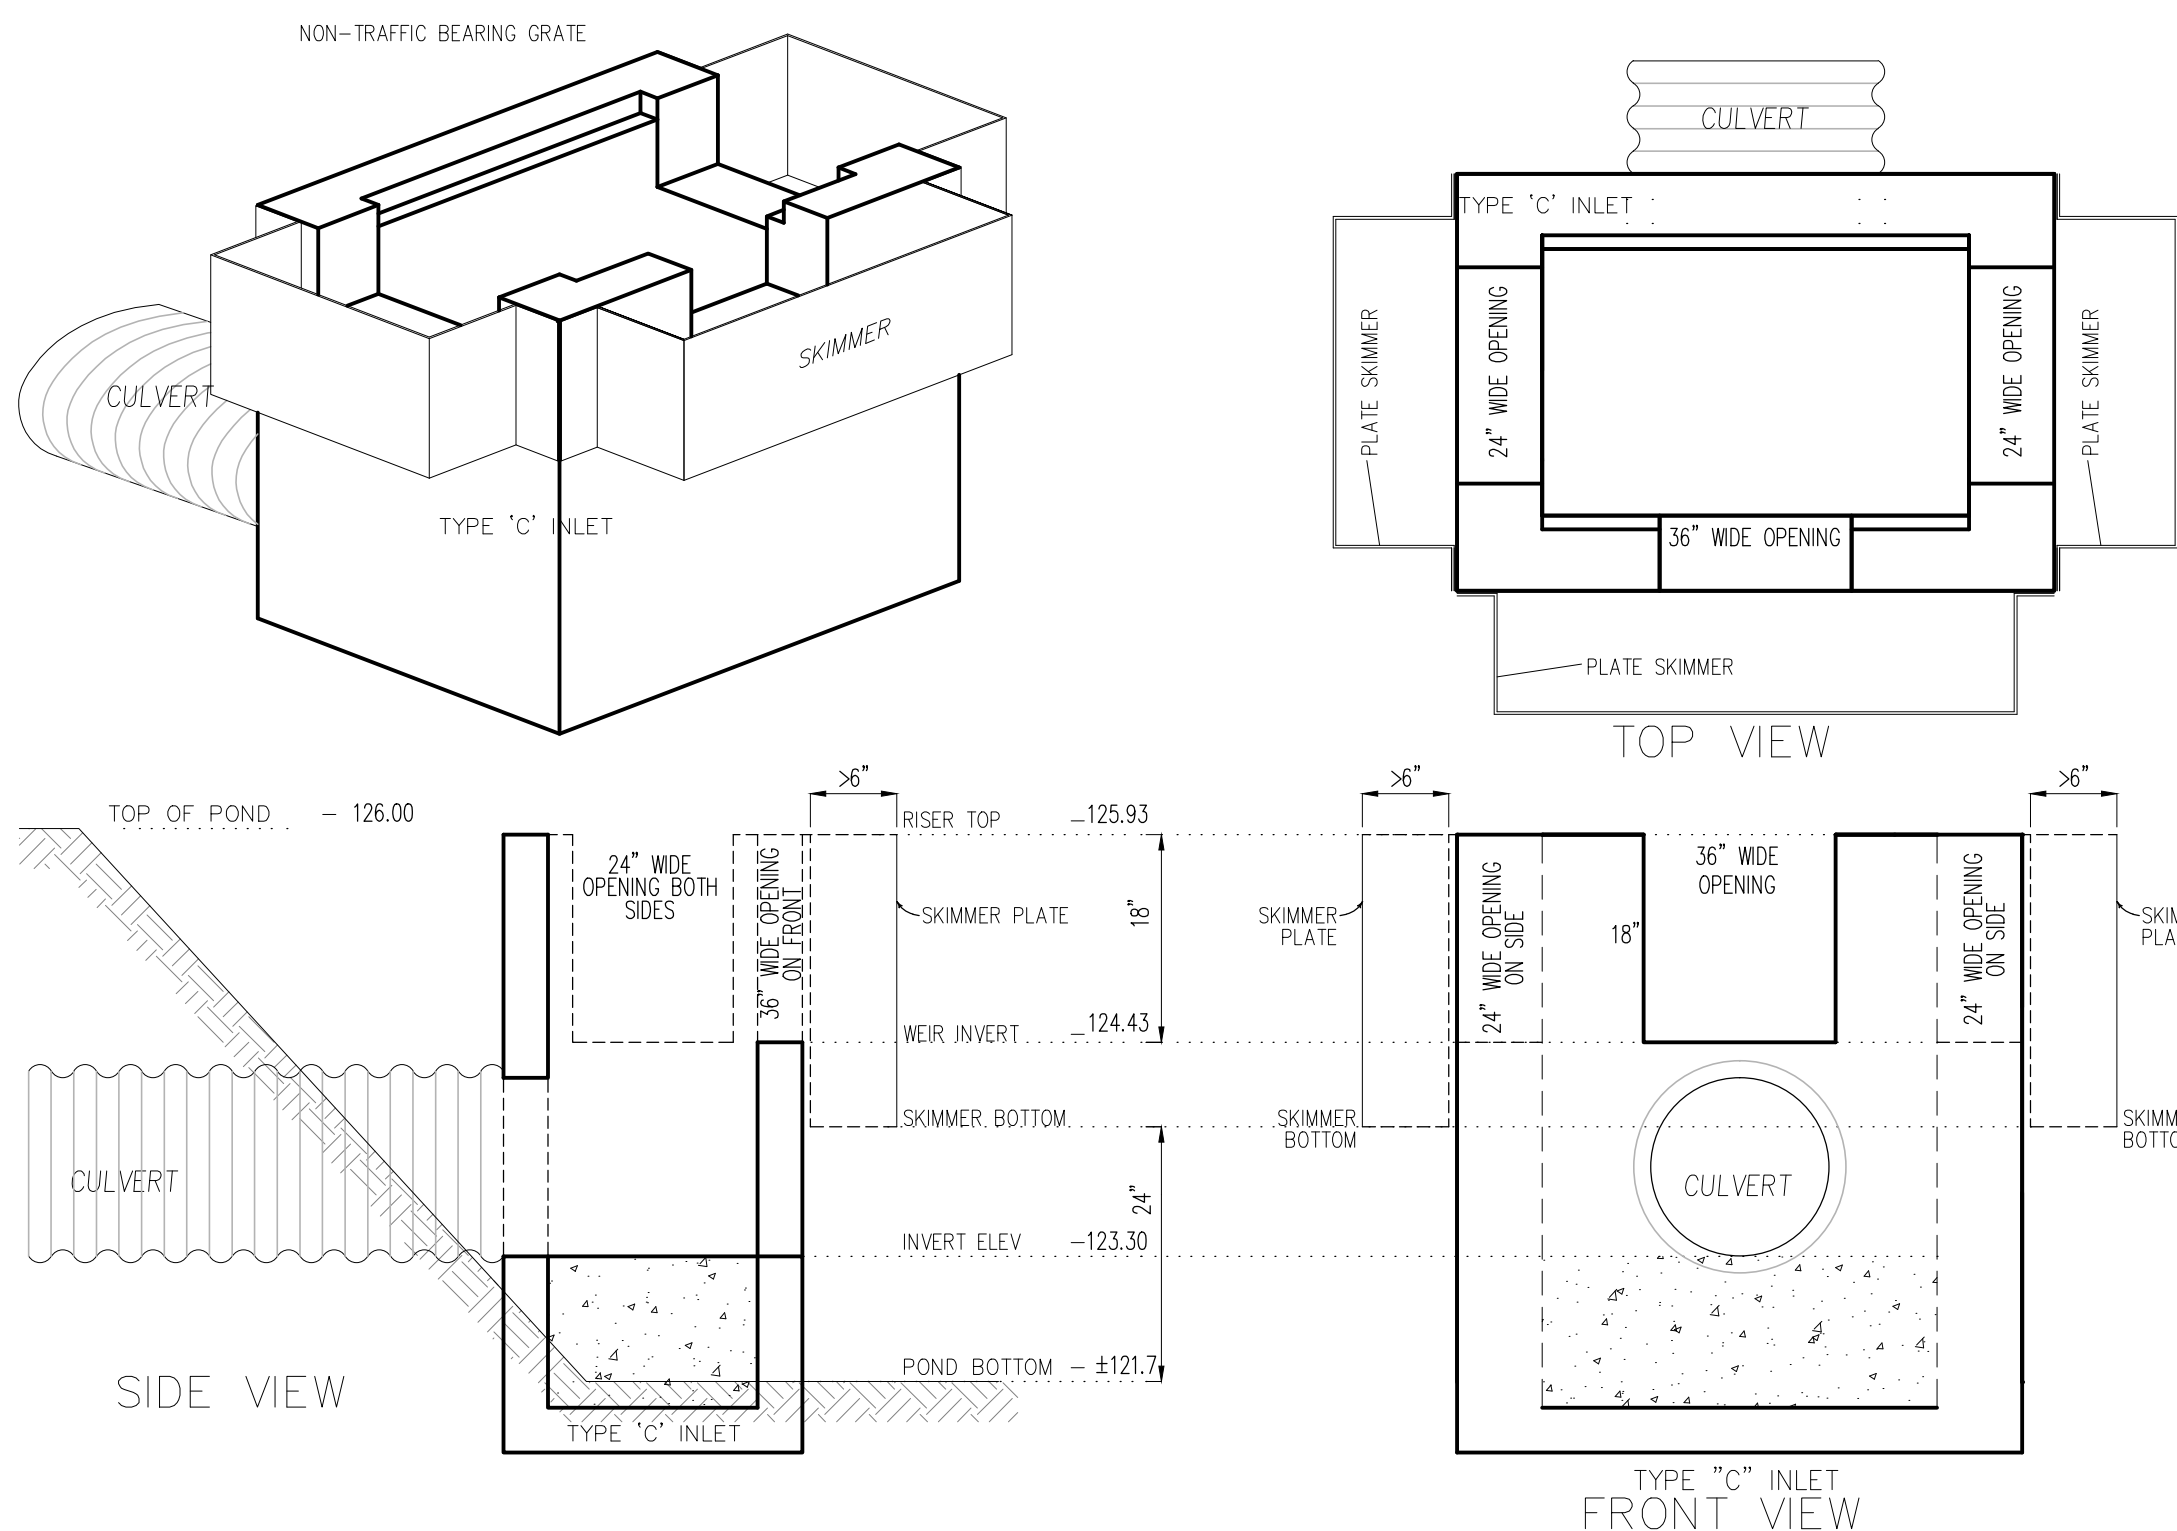 NON-TRAFFIC BEARING GRATE
CULVERT
SKIMMER
TYPE 'C' INLET
CULVERT
TYPE 'C' INLET
24" WIDE OPENING
24" WIDE OPENING
36" WIDE OPENING
PLATE SKIMMER
PLATE SKIMMER
PLATE SKIMMER
TOP VIEW
TOP OF POND - 126.00
24" WIDE
OPENING BOTH
SIDES
36" WIDE OPENING
ON FRONT
>6"
RISER TOP -125.93
SKIMMER PLATE
18"
WEIR INVERT -124.43
SKIMMER BOTTOM
24"
CULVERT
INVERT ELEV -123.30
POND BOTTOM - ±121.7
TYPE 'C' INLET
SIDE VIEW
>6"
>6"
SKIMMER
PLATE
24" WIDE OPENING
ON SIDE
36" WIDE
OPENING
18"
24" WIDE OPENING
ON SIDE
SKIM
PLA
SKIMMER
BOTTOM
SKIMM
BOTTO
CULVERT
TYPE "C" INLET
FRONT VIEW